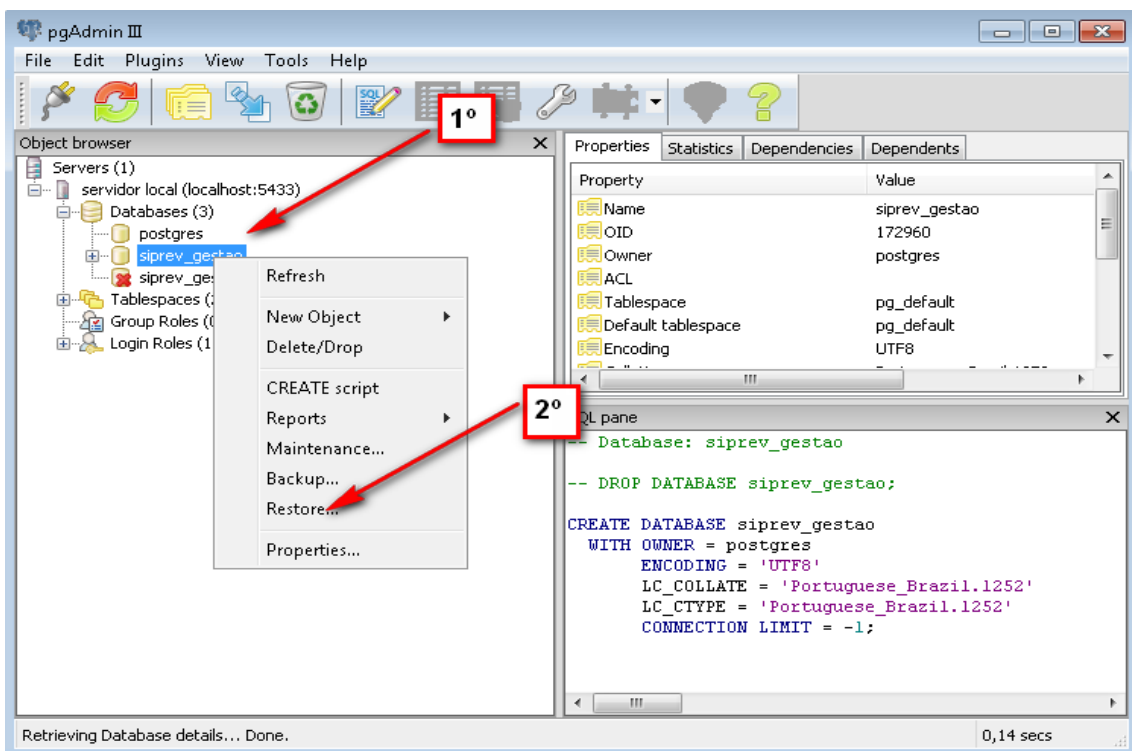 pgAdmin III
File Edit Plugins View Tools Help
SQL
1º
Object browser
Servers (1)
servidor local (localhost:5433)
Databases (3)
postgres
siprev_gestao
siprev_ges
Tablespaces (
Group Roles (
Login Roles (1
Refresh
New Object
Delete/Drop
CREATE script
Reports
Maintenance...
Backup...
Restore...
Properties...
2º
Properties Statistics Dependencies Dependents
Property Value
Name siprev_gestao
OID 172960
Owner postgres
ACL
Tablespace pg_default
Default tablespace pg_default
Encoding UTF8
QL pane
-- Database: siprev_gestao
-- DROP DATABASE siprev_gestao;
CREATE DATABASE siprev_gestao
WITH OWNER = postgres
ENCODING = 'UTF8'
LC_COLLATE = 'Portuguese_Brazil.1252'
LC_CTYPE = 'Portuguese_Brazil.1252'
CONNECTION LIMIT = -1;
Retrieving Database details... Done. 0,14 secs